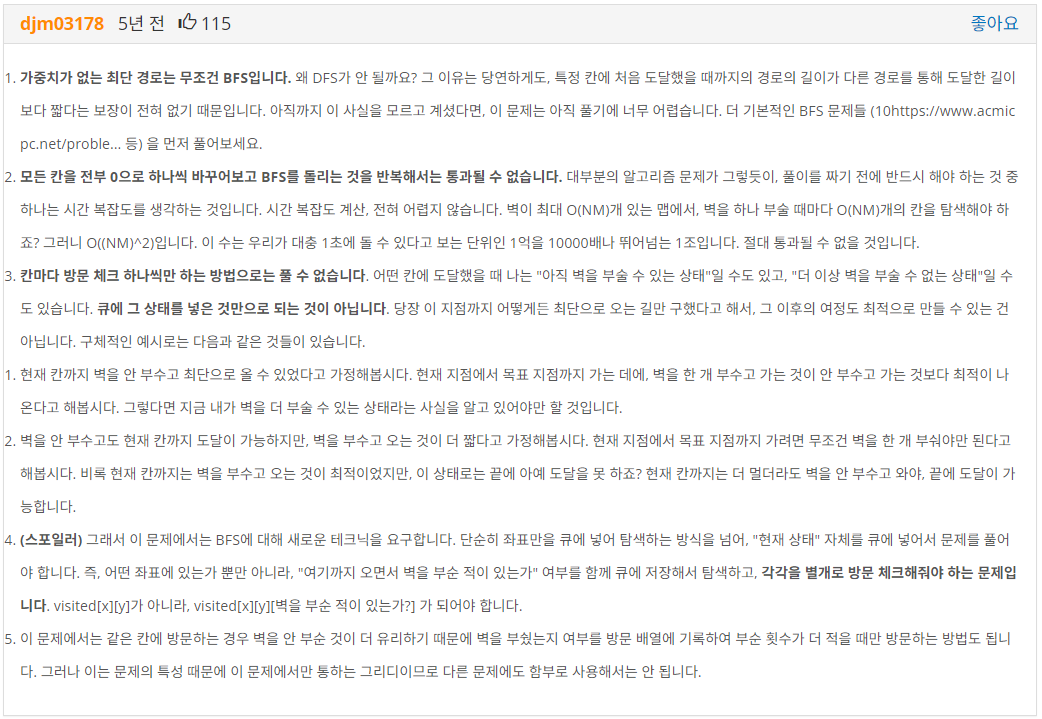 djm03178 5년 전 115 좋아요
1. 가중치가 없는 최단 경로는 무조건 BFS입니다. 왜 DFS가 안 될까요? 그 이유는 당연하게도, 특정 칸에 처음 도달했을 때까지의 경로의 길이가 다른 경로를 통해 도달한 길이
보다 짧다는 보장이 전혀 없기 때문입니다. 아직까지 이 사실을 모르고 계셨다면, 이 문제는 아직 풀기에 너무 어렵습니다. 더 기본적인 BFS 문제들 (10https://www.acmic
pc.net/proble... 등) 을 먼저 풀어보세요.
2. 모든 칸을 전부 0으로 하나씩 바꾸어보고 BFS를 돌리는 것을 반복해서는 통과될 수 없습니다. 대부분의 알고리즘 문제가 그렇듯이, 풀이를 짜기 전에 반드시 해야 하는 것 중
하나는 시간 복잡도를 생각하는 것입니다. 시간 복잡도 계산, 전혀 어렵지 않습니다. 벽이 최대 O(NM)개 있는 맵에서, 벽을 하나 부술 때마다 O(NM)개의 칸을 탐색해야 하
죠? 그러니 O((NM)^2)입니다. 이 수는 우리가 대충 1초에 돌 수 있다고 보는 단위인 1억을 10000배나 뛰어넘는 1조입니다. 절대 통과될 수 없을 것입니다.
3. 칸마다 방문 체크 하나씩만 하는 방법으로는 풀 수 없습니다. 어떤 칸에 도달했을 때 나는 "아직 벽을 부술 수 있는 상태"일 수도 있고, "더 이상 벽을 부술 수 없는 상태"일 수
도 있습니다. 큐에 그 상태를 넣은 것만으로 되는 것이 아닙니다. 당장 이 지점까지 어떻게든 최단으로 오는 길만 구했다고 해서, 그 이후의 여정도 최적으로 만들 수 있는 건
아닙니다. 구체적인 예시로는 다음과 같은 것들이 있습니다.
1. 현재 칸까지 벽을 안 부수고 최단으로 올 수 있었다고 가정해봅시다. 현재 지점에서 목표 지점까지 가는 데에, 벽을 한 개 부수고 가는 것이 안 부수고 가는 것보다 최적이 나
온다고 해봅시다. 그렇다면 지금 내가 벽을 더 부술 수 있는 상태라는 사실을 알고 있어야만 할 것입니다.
2. 벽을 안 부수고도 현재 칸까지 도달이 가능하지만, 벽을 부수고 오는 것이 더 짧다고 가정해봅시다. 현재 지점에서 목표 지점까지 가려면 무조건 벽을 한 개 부숴야만 된다고
해봅시다. 비록 현재 칸까지는 벽을 부수고 오는 것이 최적이었지만, 이 상태로는 끝에 아예 도달을 못 하죠? 현재 칸까지는 더 멀더라도 벽을 안 부수고 와야, 끝에 도달이 가
능합니다.
4. (스포일러) 그래서 이 문제에서는 BFS에 대해 새로운 테크닉을 요구합니다. 단순히 좌표만을 큐에 넣어 탐색하는 방식을 넘어, "현재 상태" 자체를 큐에 넣어서 문제를 풀어
야 합니다. 즉, 어떤 좌표에 있는가 뿐만 아니라, "여기까지 오면서 벽을 부순 적이 있는가" 여부를 함께 큐에 저장해서 탐색하고, 각각을 별개로 방문 체크해줘야 하는 문제입
니다. visited[x][y]가 아니라, visited[x][y][벽을 부순 적이 있는가?] 가 되어야 합니다.
5. 이 문제에서는 같은 칸에 방문하는 경우 벽을 안 부순 것이 더 유리하기 때문에 벽을 부쉈는지 여부를 방문 배열에 기록하여 부순 횟수가 더 적을 때만 방문하는 방법도 됩니
다. 그러나 이는 문제의 특성 때문에 이 문제에서만 통하는 그리디이므로 다른 문제에도 함부로 사용해서는 안 됩니다.